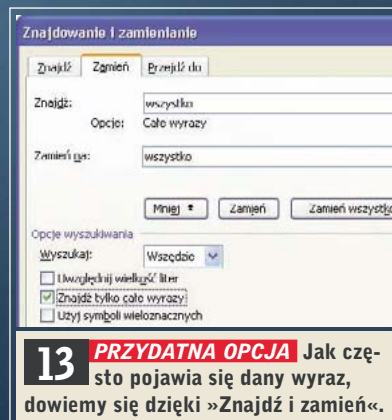 Znajdowanie i zamienianie
Znajdź Zamień Przejdź do
Znajdź: wszystko
Opcje: Całe wyrazy
Zamień na: wszystko
Mniej Zamień Zamień wszystko
Opcje wyszukiwania
Wyszukaj: Wszędzie
Uwzględnij wielkość liter
Znajdź tylko całe wyrazy
Użyj symboli wieloznacznych
13 PRZYDATNA OPCJA Jak czę-
sto pojawia się dany wyraz,
dowiemy się dzięki »Znajdź i zamień«.